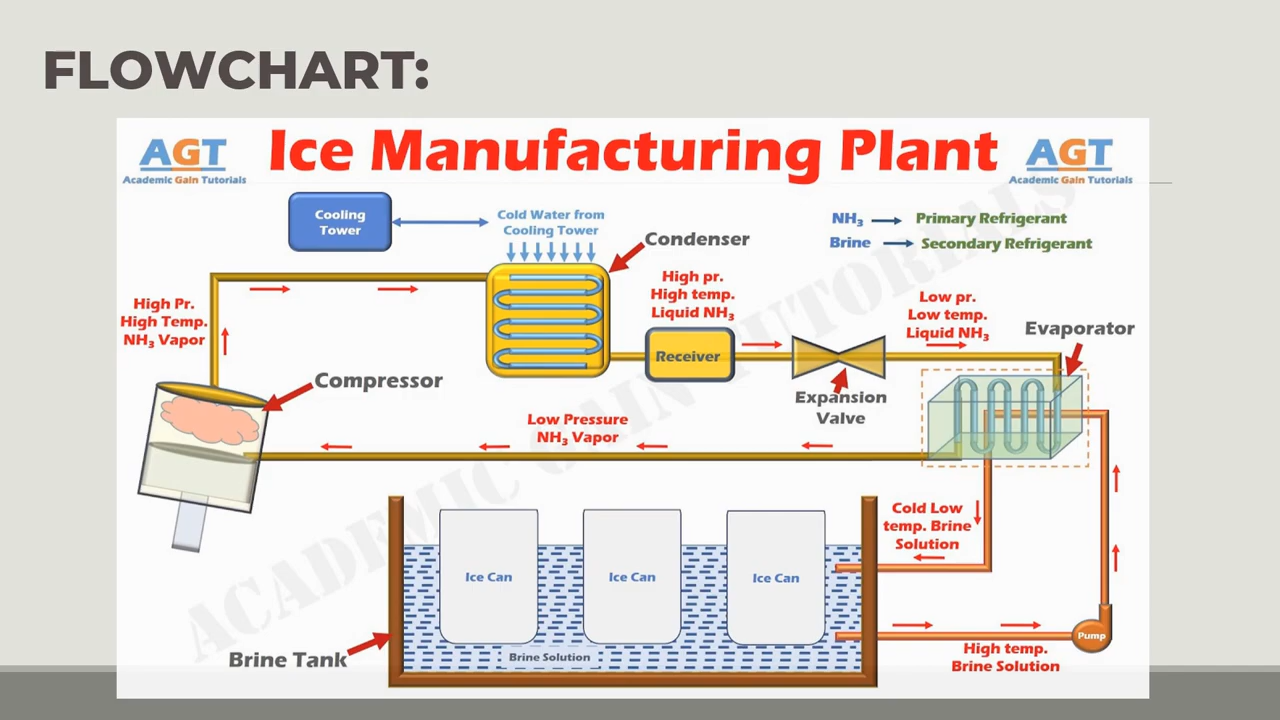 FLOWCHART:
AGT
Academic Gain Tutorials
Ice Manufacturing Plant
AGT
Academic Gain Tutorials
Cooling
Tower
Cold Water from
Cooling Tower
Condenser
NH₃ → Primary Refrigerant
Brine → Secondary Refrigerant
High Pr.
High Temp.
NH₃ Vapor
High pr.
High temp.
Liquid NH₃
Low pr.
Low temp.
Liquid NH₃
Evaporator
Receiver
Compressor
Expansion
Valve
Low Pressure
NH₃ Vapor
Cold Low
temp. Brine
Solution
Ice Can
Ice Can
Ice Can
Pump
Brine Tank
Brine Solution
High temp.
Brine Solution
ACADEMIC GAIN TUTORIALS